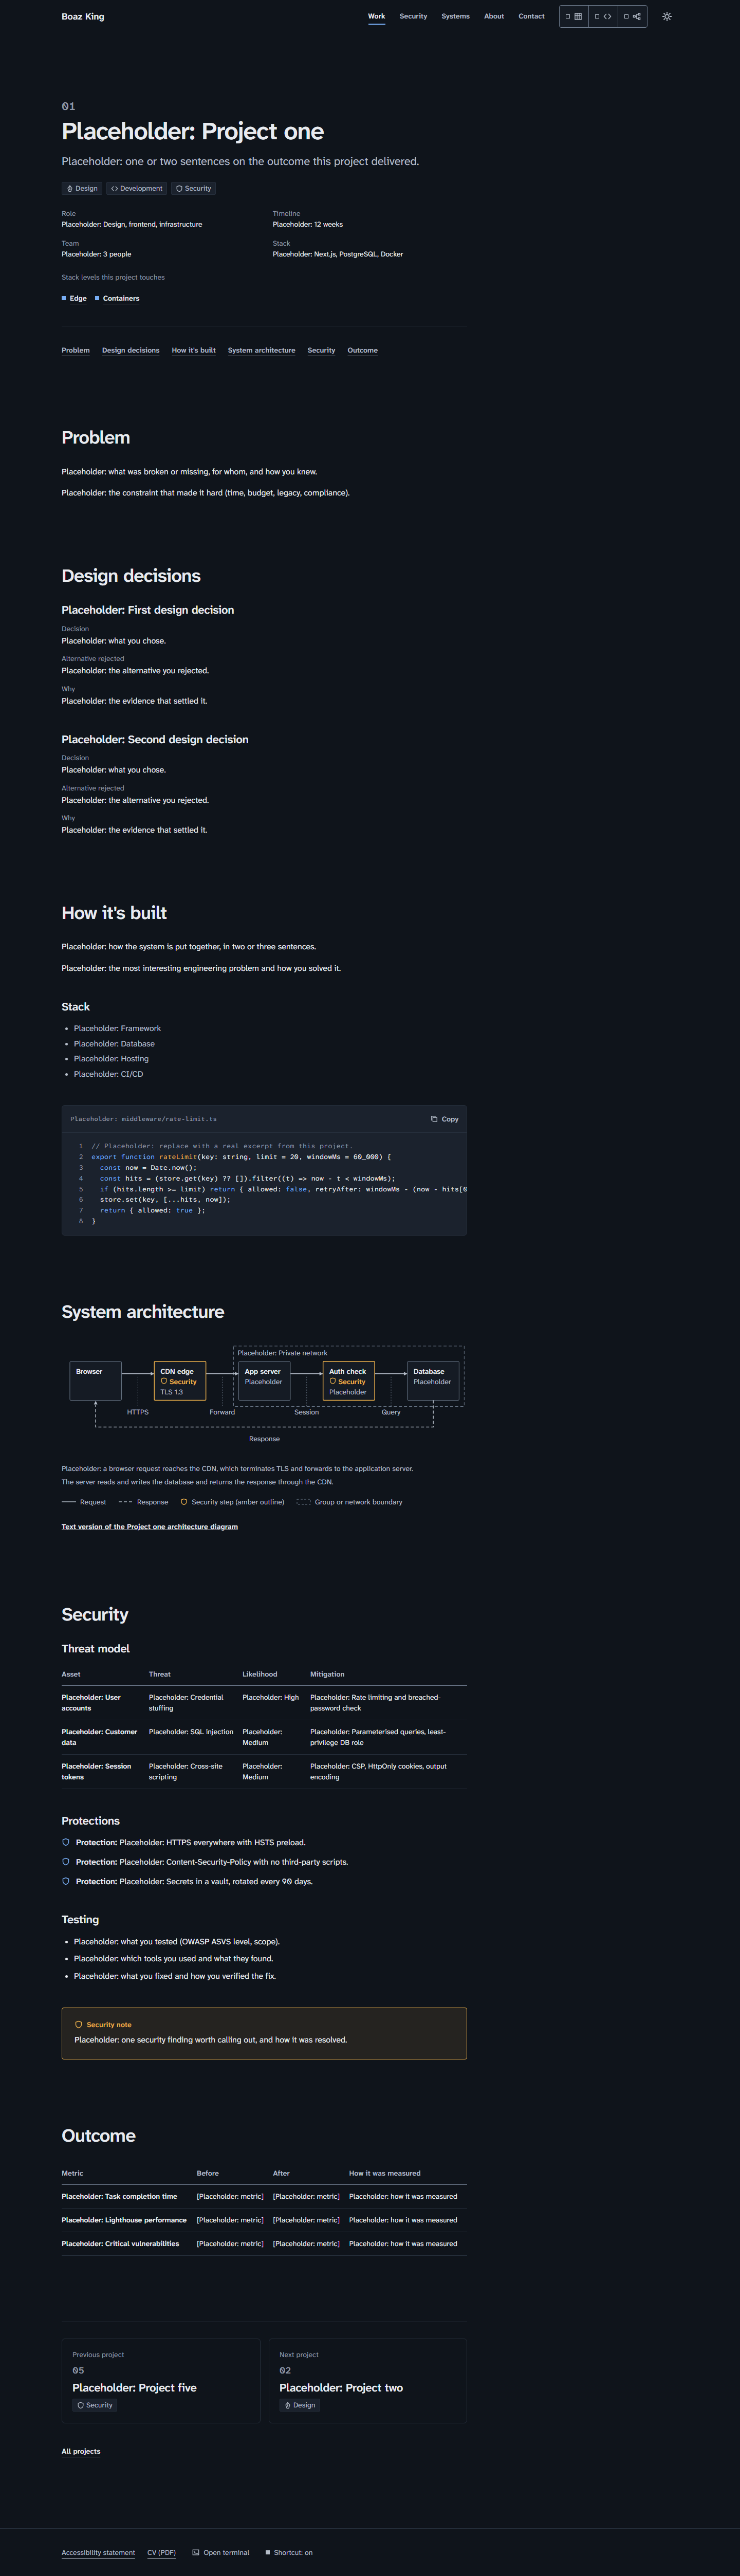 Boaz King
Work Security Systems About Contact
01
Placeholder: Project one
Placeholder: one or two sentences on the outcome this project delivered.
Design Development Security
Role Timeline
Placeholder: Design, frontend, infrastructure Placeholder: 12 weeks
Team Stack
Placeholder: 3 people Placeholder: Next.js, PostgreSQL, Docker
Stack levels this project touches
Edge Containers
Problem Design decisions How it's built System architecture Security Outcome
Problem
Placeholder: what was broken or missing, for whom, and how you knew.
Placeholder: the constraint that made it hard (time, budget, legacy, compliance).
Design decisions
Placeholder: First design decision
Decision
Placeholder: what you chose.
Alternative rejected
Placeholder: the alternative you rejected.
Why
Placeholder: the evidence that settled it.
Placeholder: Second design decision
Decision
Placeholder: what you chose.
Alternative rejected
Placeholder: the alternative you rejected.
Why
Placeholder: the evidence that settled it.
How it's built
Placeholder: how the system is put together, in two or three sentences.
Placeholder: the most interesting engineering problem and how you solved it.
Stack
• Placeholder: Framework
• Placeholder: Database
• Placeholder: Hosting
• Placeholder: CI/CD
Placeholder: middleware/rate-limit.ts Copy
1 // Placeholder: replace with a real excerpt from this project.
2 export function rateLimit(key: string, limit = 20, windowMs = 60_000) {
3 const now = Date.now();
4 const hits = (store.get(key) ?? []).filter((t) => now - t < windowMs);
5 if (hits.length >= limit) return { allowed: false, retryAfter: windowMs - (now - hits[0
6 store.set(key, [...hits, now]);
7 return { allowed: true };
8 }
System architecture
Placeholder: Private network
Browser CDN edge App server Auth check Database
Security Placeholder Security Placeholder
TLS 1.3 Placeholder
HTTPS Forward Session Query
Response
Placeholder: a browser request reaches the CDN, which terminates TLS and forwards to the application server.
The server reads and writes the database and returns the response through the CDN.
Request Response Security step (amber outline) Group or network boundary
Text version of the Project one architecture diagram
Security
Threat model
Asset Threat Likelihood Mitigation
Placeholder: User Placeholder: Credential Placeholder: High Placeholder: Rate limiting and breached-
accounts stuffing password check
Placeholder: Customer Placeholder: SQL injection Placeholder: Placeholder: Parameterised queries, least-
data Medium privilege DB role
Placeholder: Session Placeholder: Cross-site Placeholder: Placeholder: CSP, HttpOnly cookies, output
tokens scripting Medium encoding
Protections
Protection: Placeholder: HTTPS everywhere with HSTS preload.
Protection: Placeholder: Content-Security-Policy with no third-party scripts.
Protection: Placeholder: Secrets in a vault, rotated every 90 days.
Testing
• Placeholder: what you tested (OWASP ASVS level, scope).
• Placeholder: which tools you used and what they found.
• Placeholder: what you fixed and how you verified the fix.
Security note
Placeholder: one security finding worth calling out, and how it was resolved.
Outcome
Metric Before After How it was measured
Placeholder: Task completion time [Placeholder: metric] [Placeholder: metric] Placeholder: how it was measured
Placeholder: Lighthouse performance [Placeholder: metric] [Placeholder: metric] Placeholder: how it was measured
Placeholder: Critical vulnerabilities [Placeholder: metric] [Placeholder: metric] Placeholder: how it was measured
Previous project Next project
05 02
Placeholder: Project five Placeholder: Project two
Security Design
All projects
Accessibility statement CV (PDF) Open terminal Shortcut: on